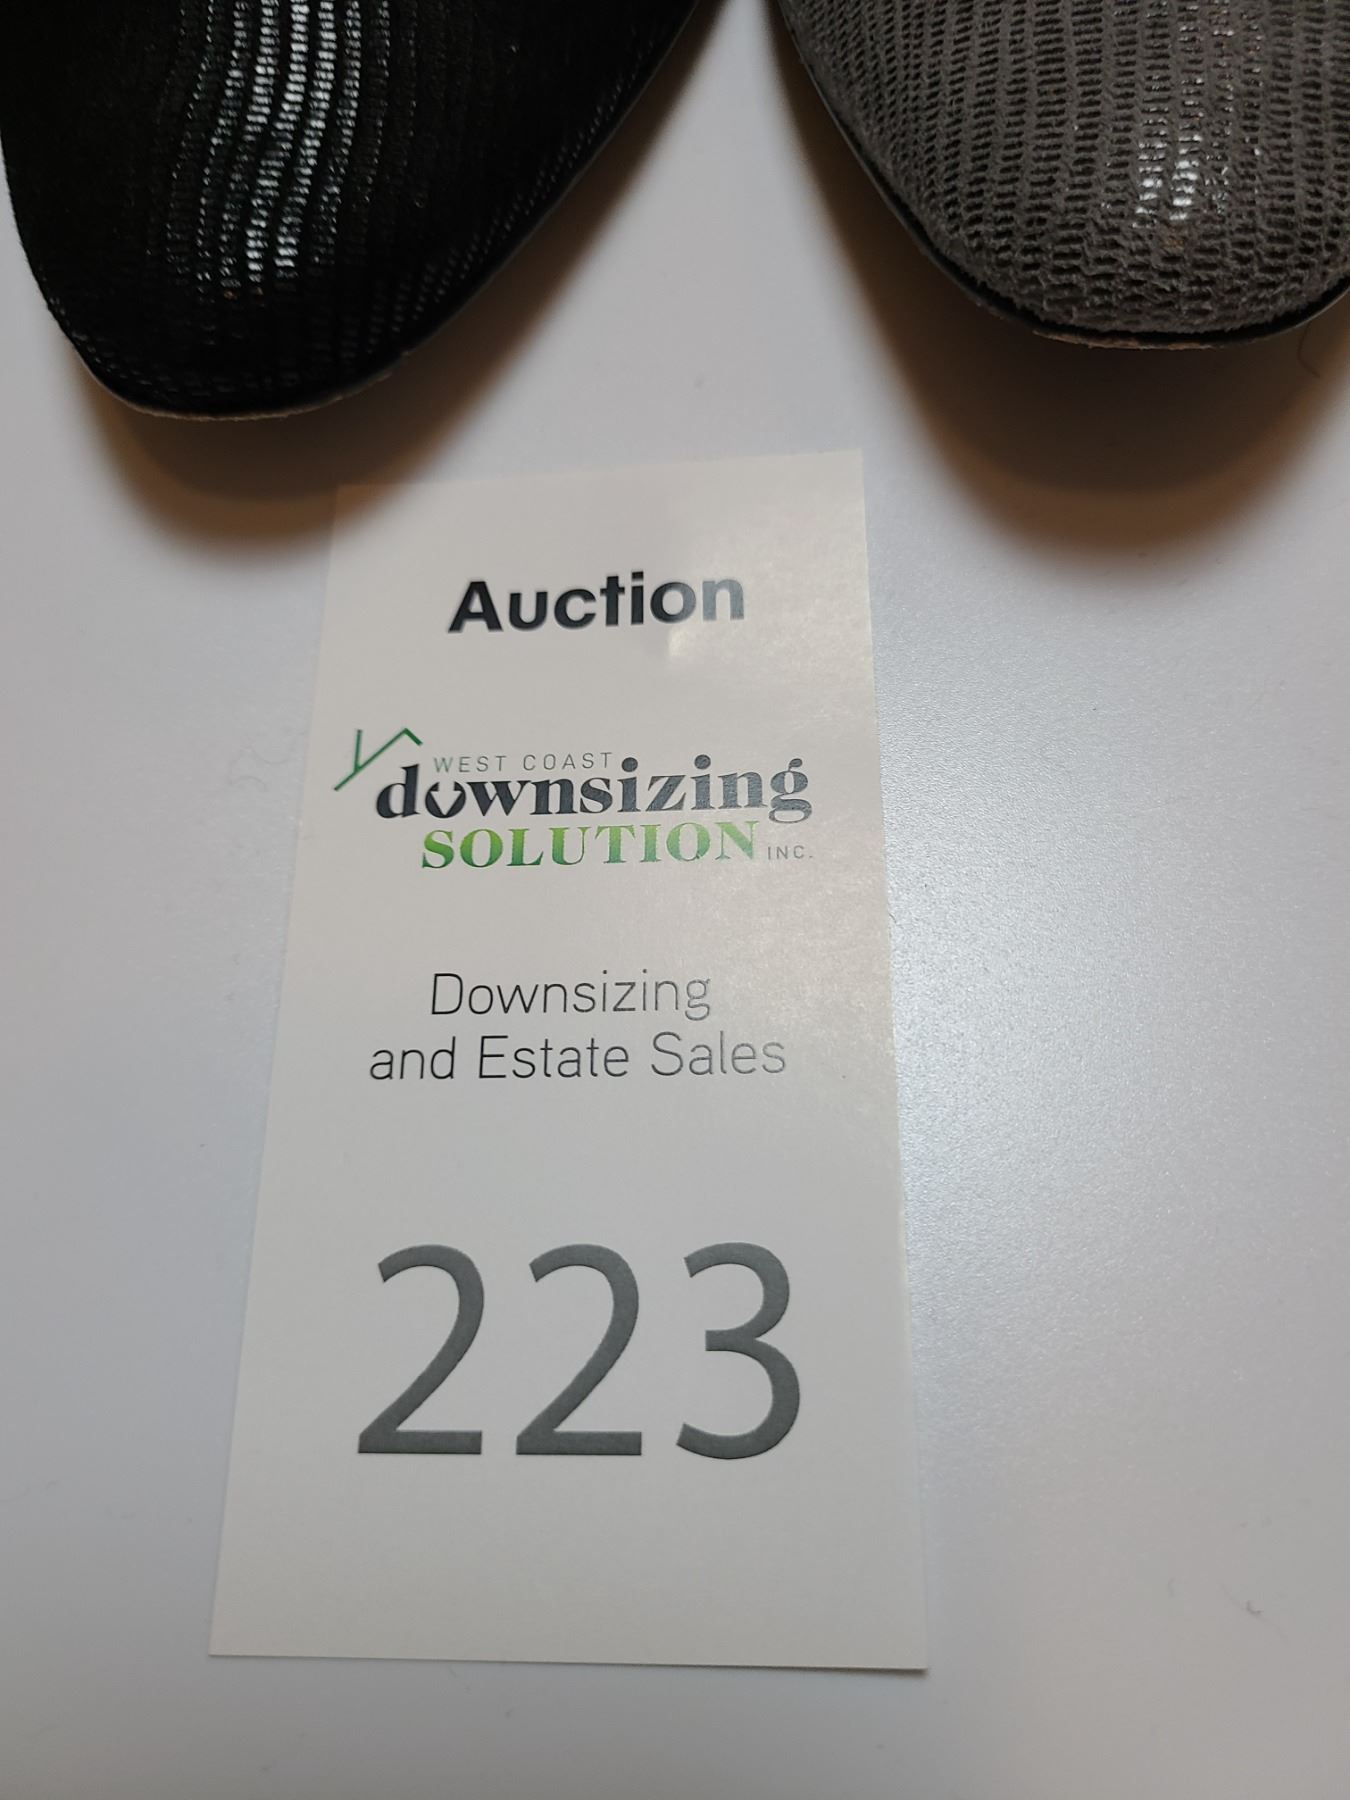 Auction
WEST COAST
downsizing
SOLUTION INC.
Downsizing
and Estate Sales
223